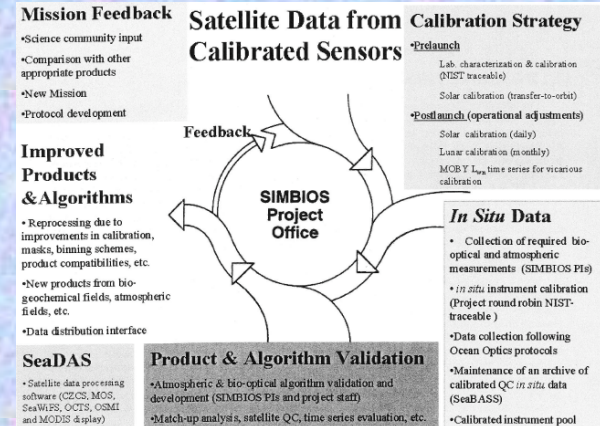 Mission Feedback
•Science community input
•Comparison with other
appropriate products
•New Mission
•Protocol development
Satellite Data from
Calibrated Sensors
Calibration Strategy
•Prelaunch
Lab. characterization & calibration
(NIST traceable)
Solar calibration (transfer-to-orbit)
•Postlaunch (operational adjustments)
Solar calibration (daily)
Lunar calibration (monthly)
MOBY Lwn time series for vicarious
calibration
Feedback
SIMBIOS
Project
Office
Improved
Products
&Algorithms
• Reprocessing due to
improvements in calibration,
masks, binning schemes,
product compatibilities, etc.
•New products from bio-
geochemical fields, atmospheric
fields, etc.
•Data distribution interface
In Situ Data
• Collection of required bio-
optical and atmospheric
measurements (SIMBIOS PIs)
• in situ instrument calibration
(Project round robin NIST-
traceable )
•Data collection following
Ocean Optics protocols
•Maintenance of an archive of
calibrated QC in situ data
(SeaBASS)
•Calibrated instrument pool
SeaDAS
• Satellite data processing
software (CZCS, MOS,
SeaWiFS, OCTS, OSMI
and MODIS display)
Product & Algorithm Validation
•Atmospheric & bio-optical algorithm validation and
development (SIMBIOS PIs and project staff)
•Match-up analysis, satellite QC, time series evaluation, etc.